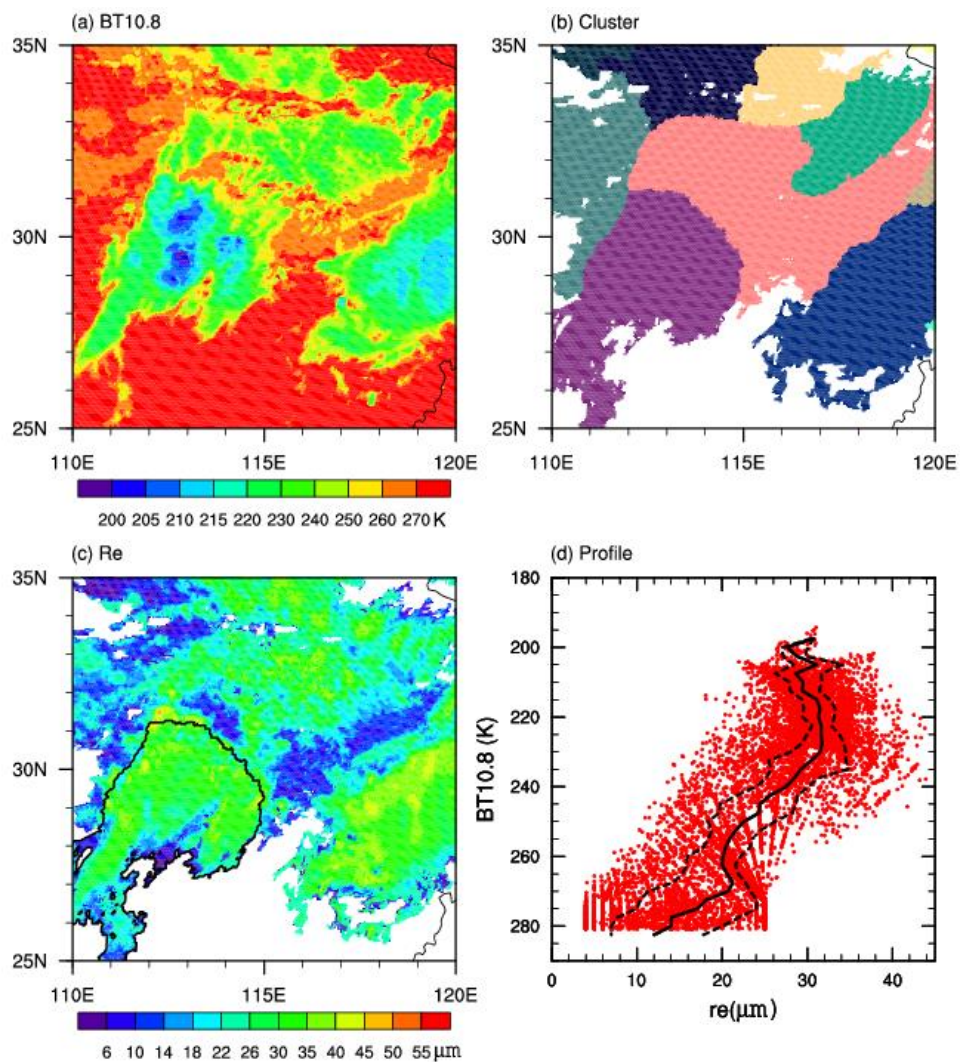 (a) BT10.8
(b) Cluster
35N
30N
25N
110E 115E 120E
35N
30N
25N
110E 115E 120E
200 205 210 215 220 230 240 250 260 270 K
(c) Re
(d) Profile
35N
30N
25N
110E 115E 120E
6 10 14 18 22 26 30 35 40 45 50 55 μm
BT10.8 (K)
180
200
220
240
260
280
0 10 20 30 40
re(μm)